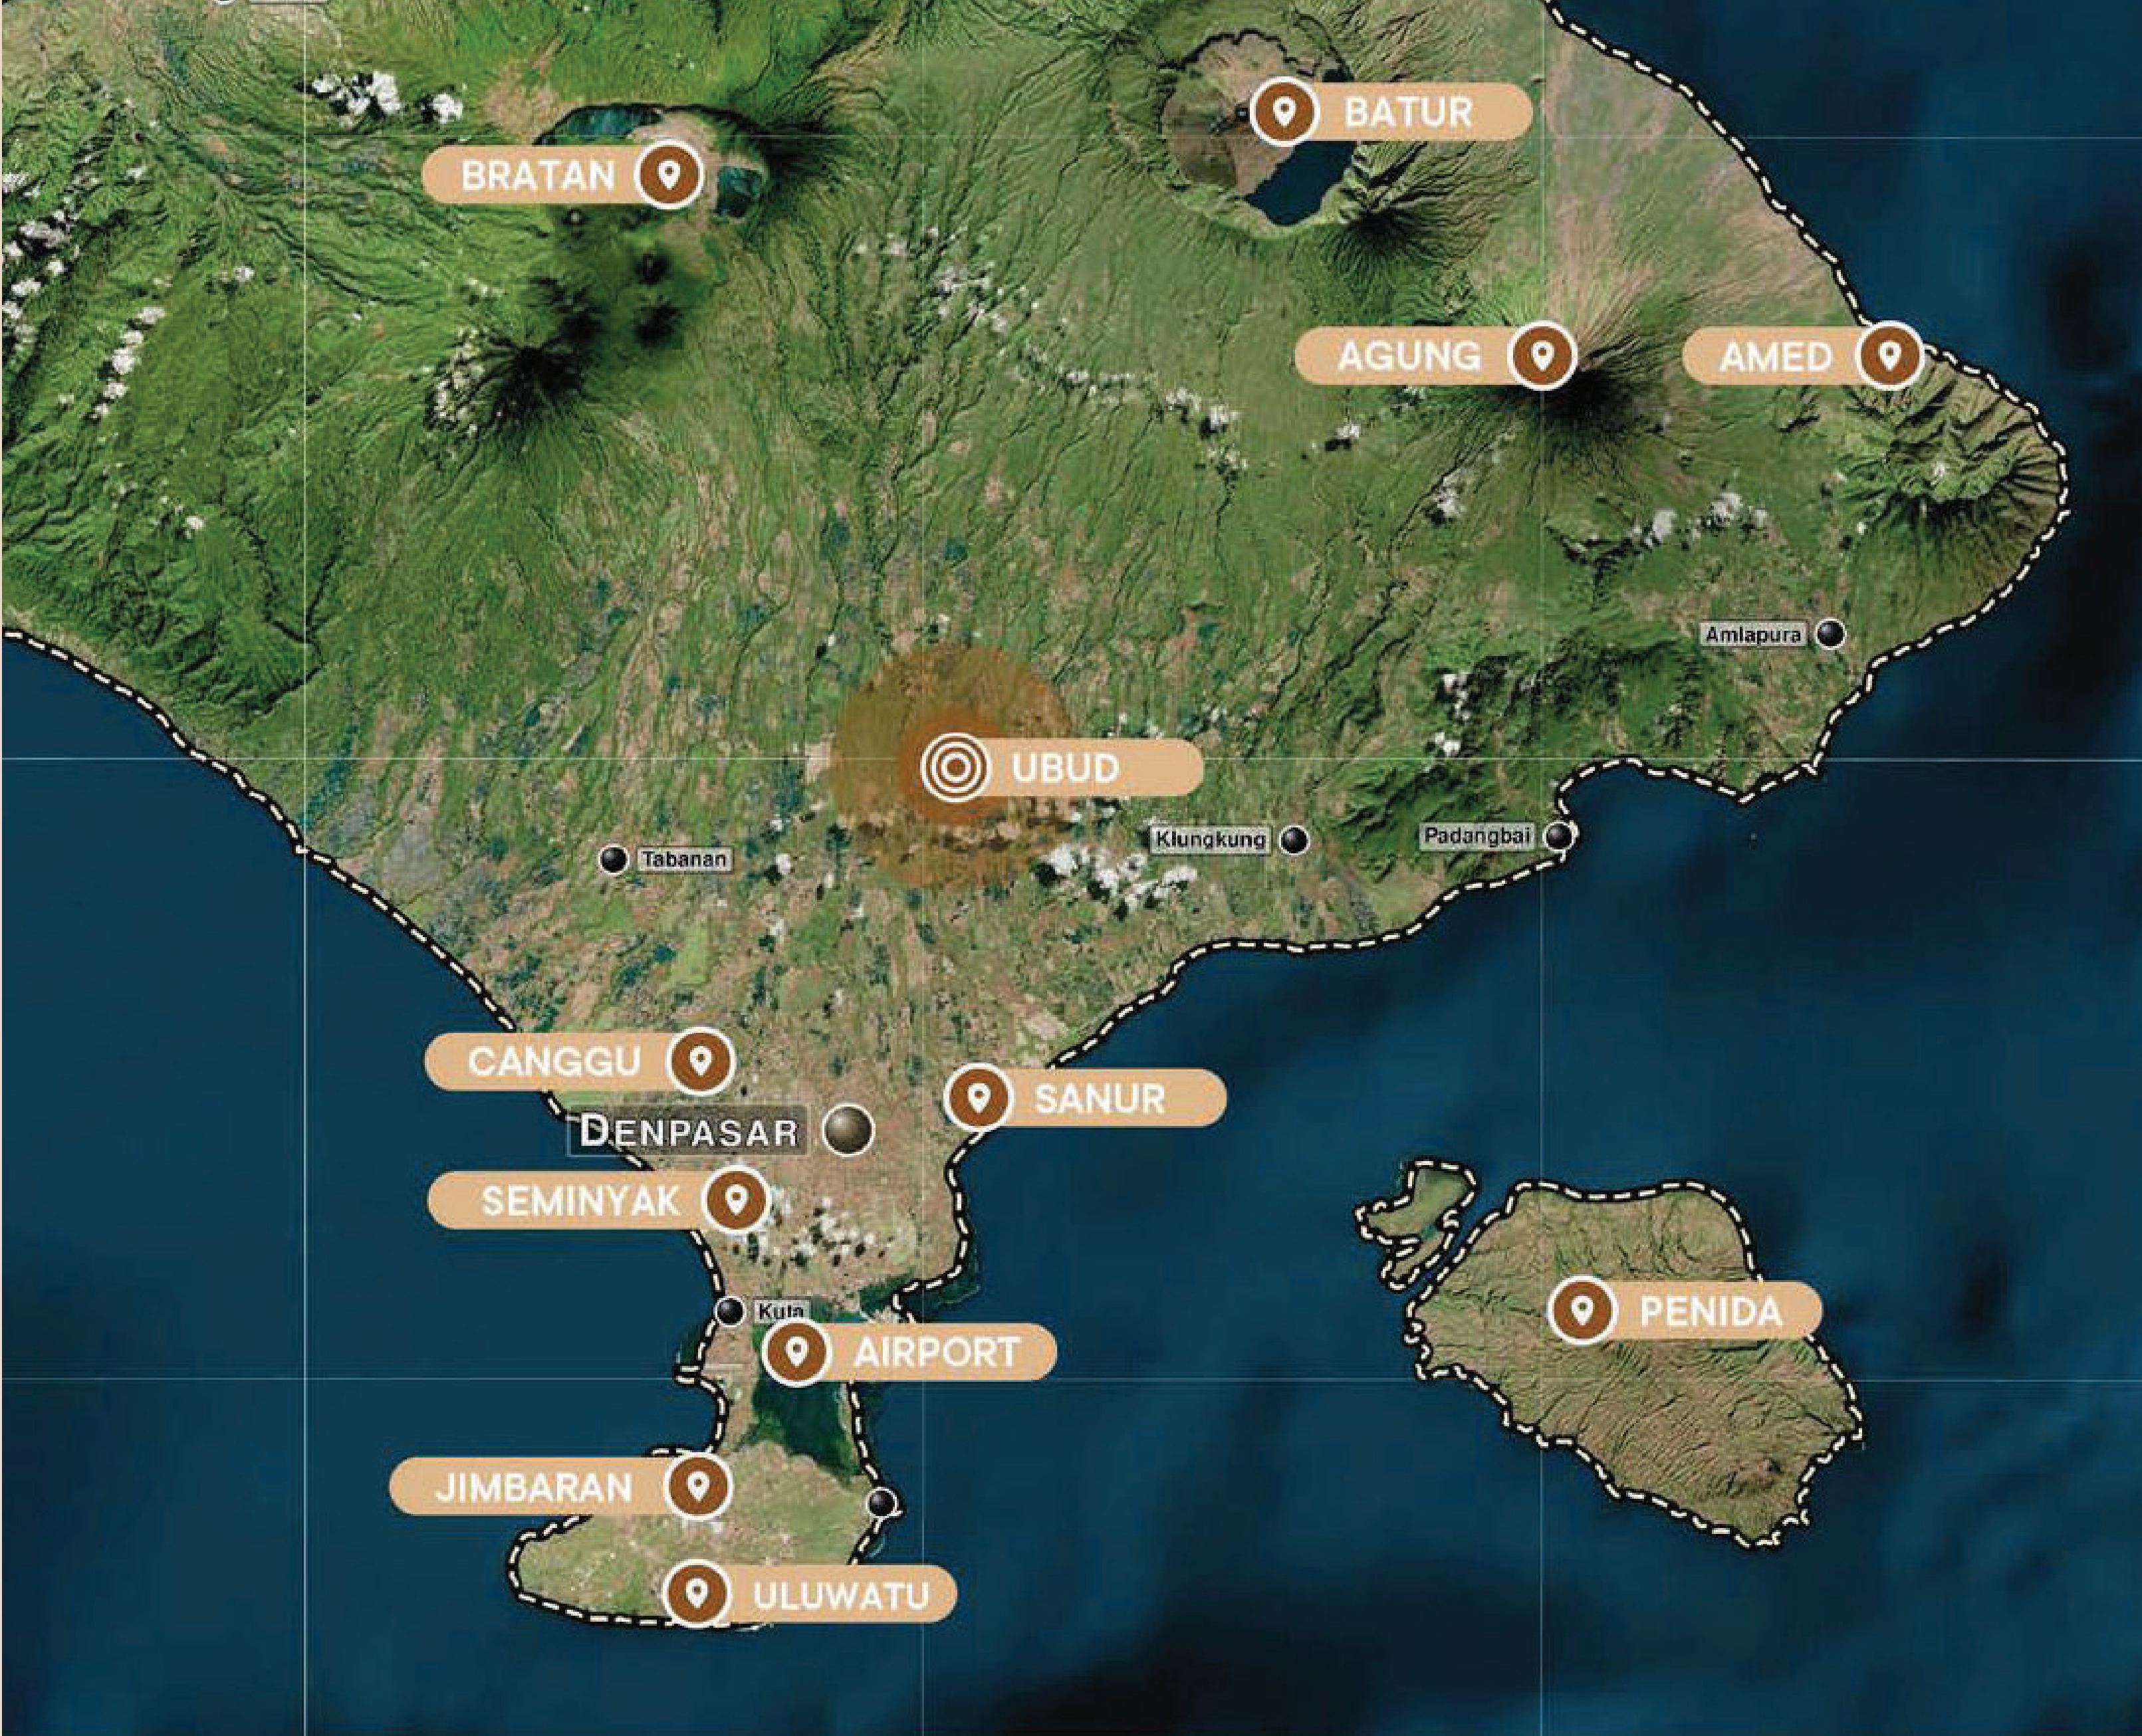 BATUR
BRATAN
AGUNG
AMED
Amlapura
UBUD
Klungkung
Padangbai
Tabanan
CANGGU
SANUR
DENPASAR
SEMINYAK
Kuta
PENIDA
AIRPORT
JIMBARAN
ULUWATU